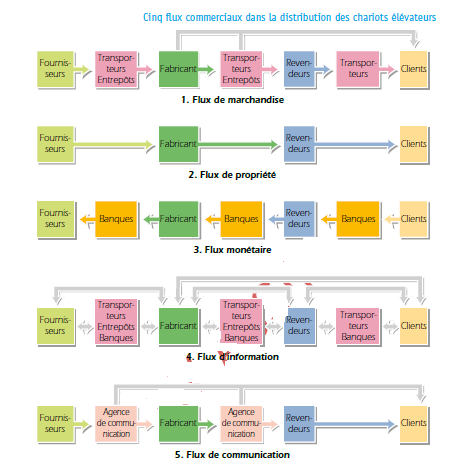 Cinq flux commerciaux dans la distribution des chariots élévateurs
Fournis-
seurs
Transpor-
teurs
Entrepôts
Fabricant
Transpor-
teurs
Entrepôts
Reven-
deurs
Transpor-
teurs
Clients
1. Flux de marchandise
Fournis-
seurs
Fabricant
Reven-
deurs
Clients
2. Flux de propriété
Fournis-
seurs
Banques
Fabricant
Banques
Reven-
deurs
Banques
Clients
3. Flux monétaire
Fournis-
seurs
Transpor-
teurs
Entrepôts
Banques
Fabricant
Transpor-
teurs
Entrepôts
Banques
Reven-
deurs
Transpor-
teurs
Banques
Clients
4. Flux d'information
Fournis-
seurs
Agence
de commu-
nication
Fabricant
Agence
de commu-
nication
Reven-
deurs
Clients
5. Flux de communication